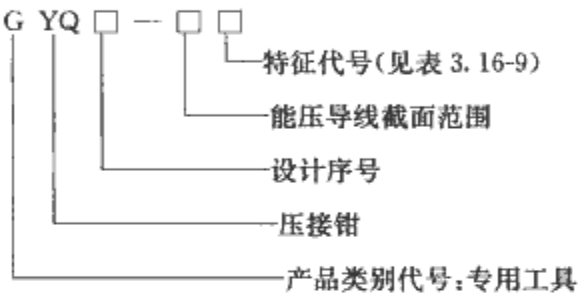 G YQ □ — □ □
特征代号(见表 3.16-9)
能压导线截面范围
设计序号
压接钳
产品类别代号:专用工具